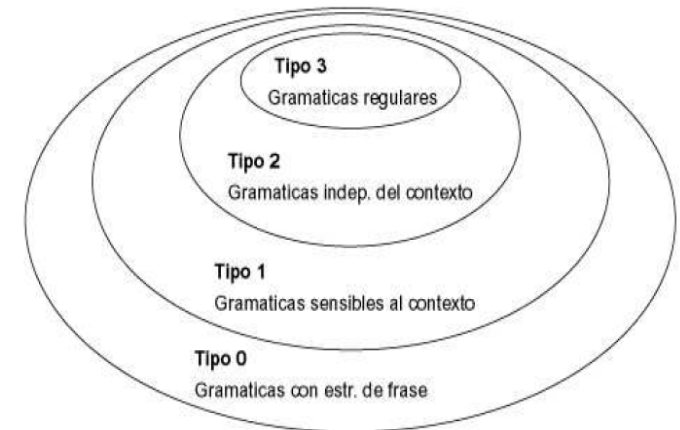 Tipo 3
Gramaticas regulares
Tipo 2
Gramaticas indep. del contexto
Tipo 1
Gramaticas sensibles al contexto
Tipo 0
Gramaticas con estr. de frase